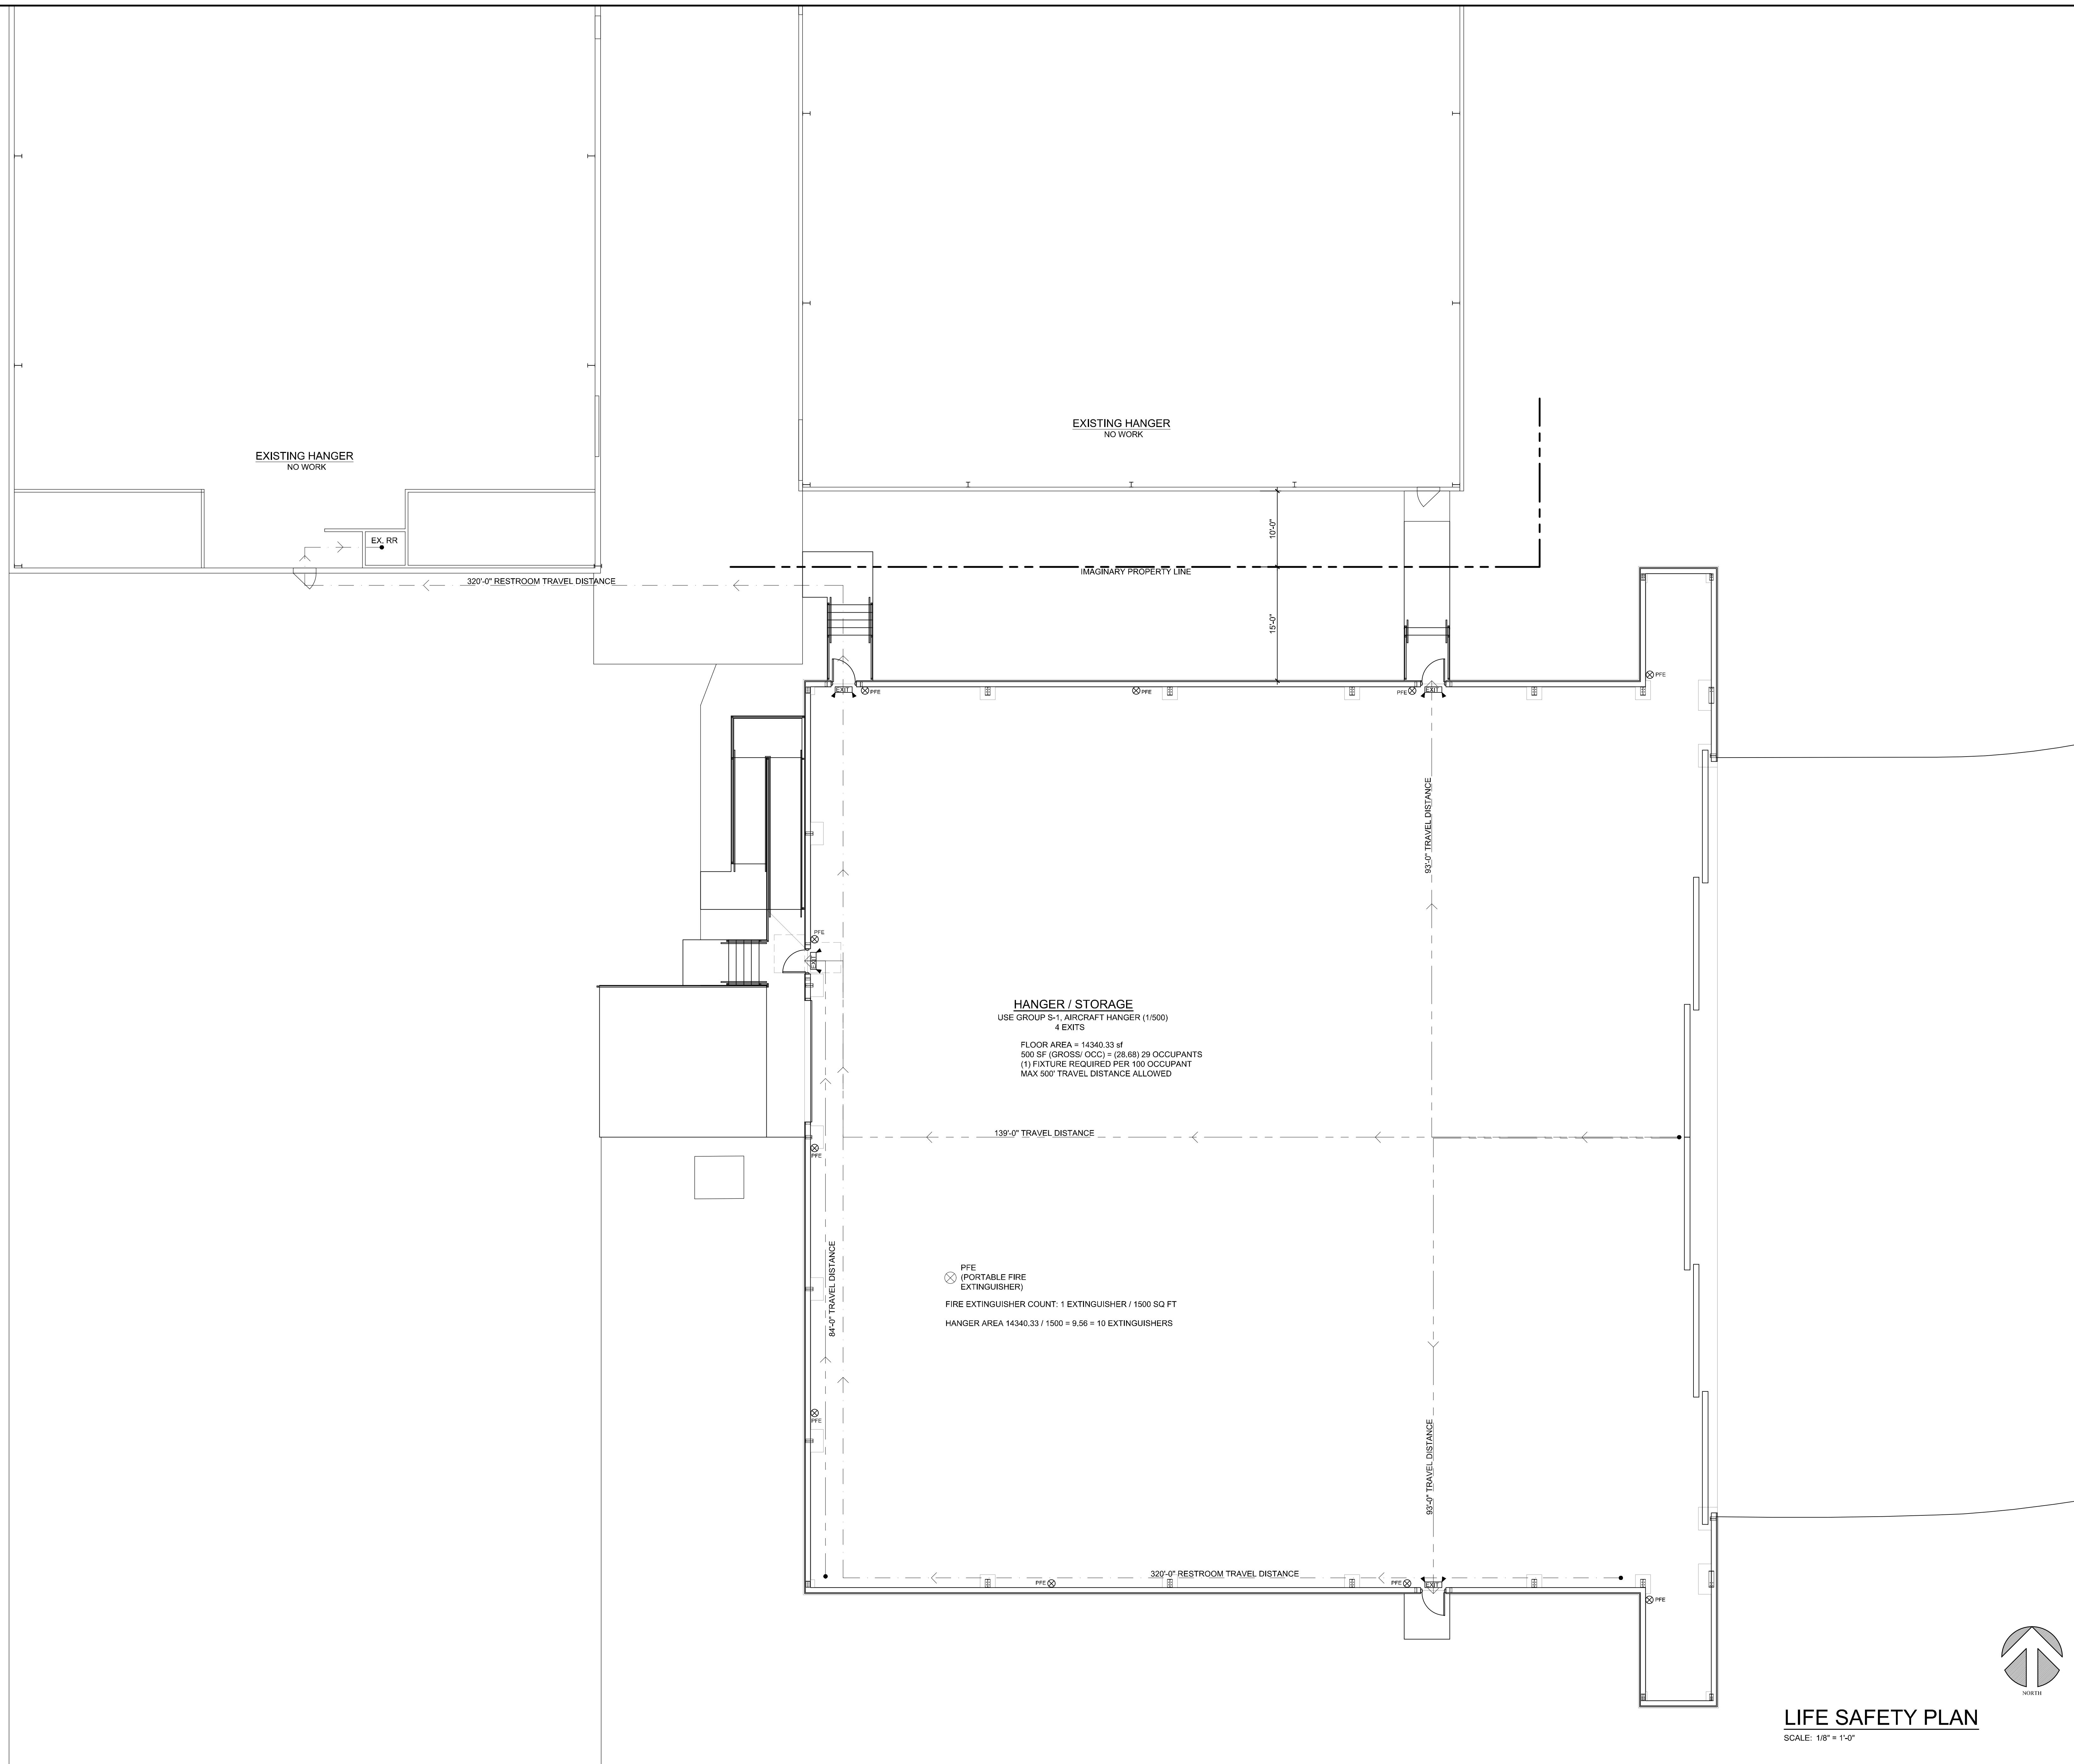 EXISTING HANGER
NO WORK
EXISTING HANGER
NO WORK
EX. RR
320'-0" RESTROOM TRAVEL DISTANCE
10'-0"
IMAGINARY PROPERTY LINE
15'-0"
EXIT
PFE
PFE
PFE
EXIT
PFE
93'-0" TRAVEL DISTANCE
PFE
EXIT
HANGER / STORAGE
USE GROUP S-1, AIRCRAFT HANGER (1/500)
4 EXITS
FLOOR AREA = 14340.33 sf
500 SF (GROSS/ OCC) = (28.68) 29 OCCUPANTS
(1) FIXTURE REQUIRED PER 100 OCCUPANT
MAX 500' TRAVEL DISTANCE ALLOWED
139'-0" TRAVEL DISTANCE
PFE
84'-0" TRAVEL DISTANCE
PFE
(PORTABLE FIRE
EXTINGUISHER)
FIRE EXTINGUISHER COUNT: 1 EXTINGUISHER / 1500 SQ FT
HANGER AREA 14340.33 / 1500 = 9.56 = 10 EXTINGUISHERS
PFE
93'-0" TRAVEL DISTANCE
320'-0" RESTROOM TRAVEL DISTANCE
PFE
PFE
EXIT
PFE
NORTH
LIFE SAFETY PLAN
SCALE: 1/8" = 1'-0"